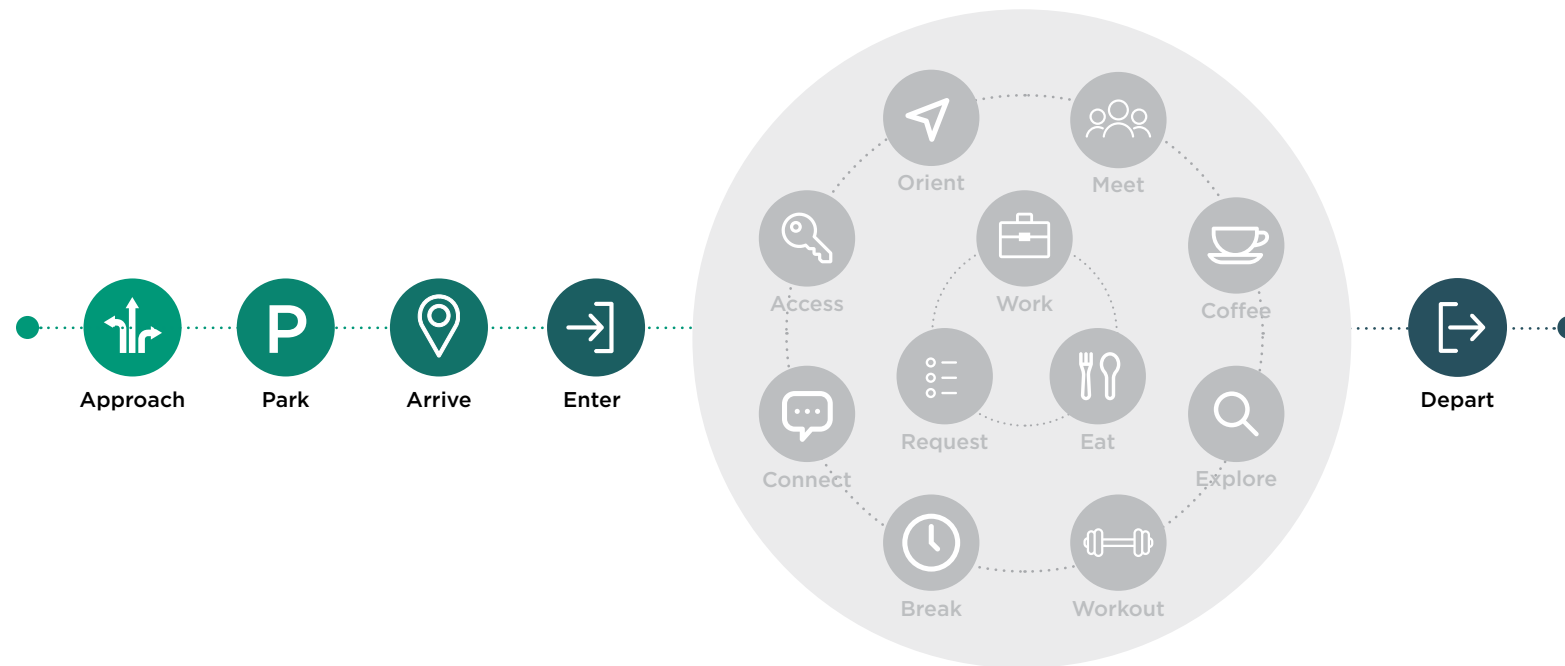 Orient
Meet
Access
Work
Coffee
P
Approach
Park
Arrive
Enter
Depart
Request
Eat
Connect
Explore
Break
Workout